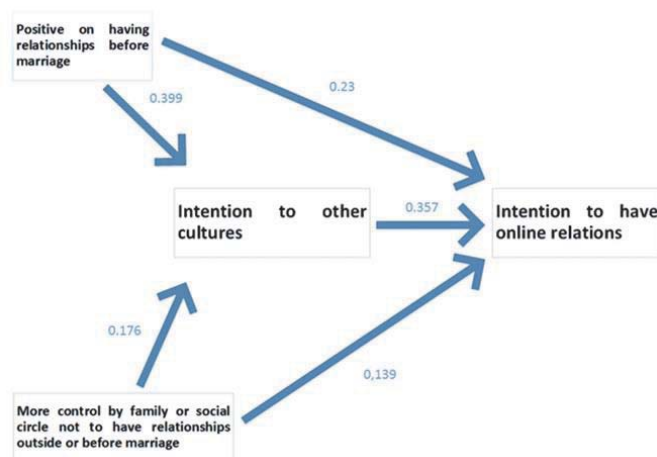 Positive on having
relationships before
marriage
0.23
0.399
Intention to other
cultures
0.357
Intention to have
online relations
0.176
0,139
More control by family or social
circle not to have relationships
outside or before marriage